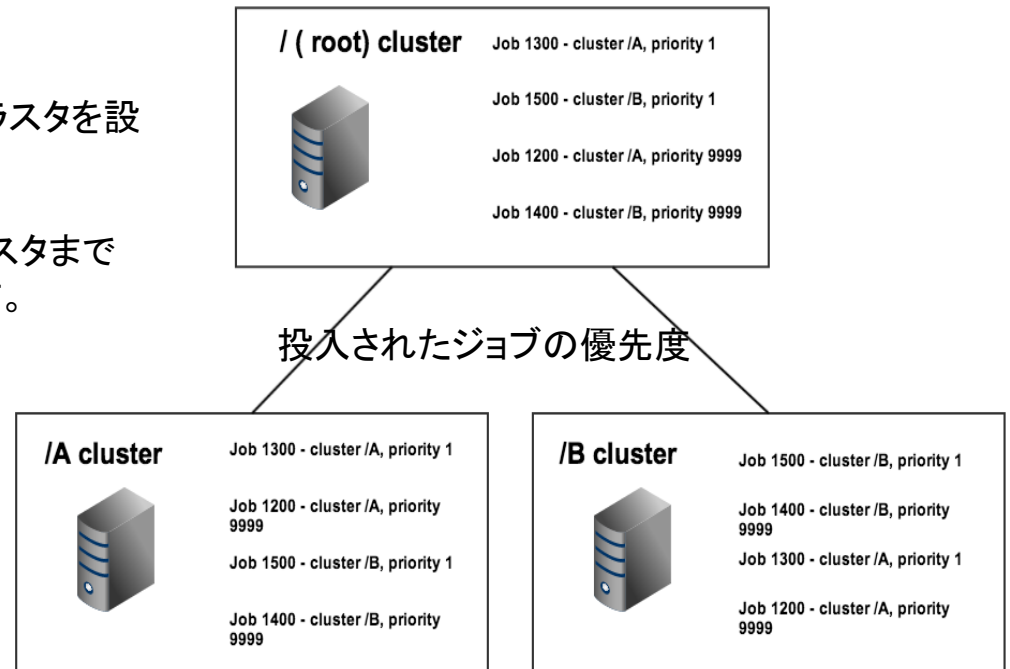 / ( root) cluster
Job 1300 - cluster /A, priority 1
Job 1500 - cluster /B, priority 1
Job 1200 - cluster /A, priority 9999
Job 1400 - cluster /B, priority 9999
ラスタを設
スタまで
。
投入されたジョブの優先度
/A cluster
Job 1300 - cluster /A, priority 1
Job 1200 - cluster /A, priority
9999
Job 1500 - cluster /B, priority 1
Job 1400 - cluster /B, priority
9999
/B cluster
Job 1500 - cluster /B, priority 1
Job 1400 - cluster /B, priority
9999
Job 1300 - cluster /A, priority 1
Job 1200 - cluster /A, priority
9999